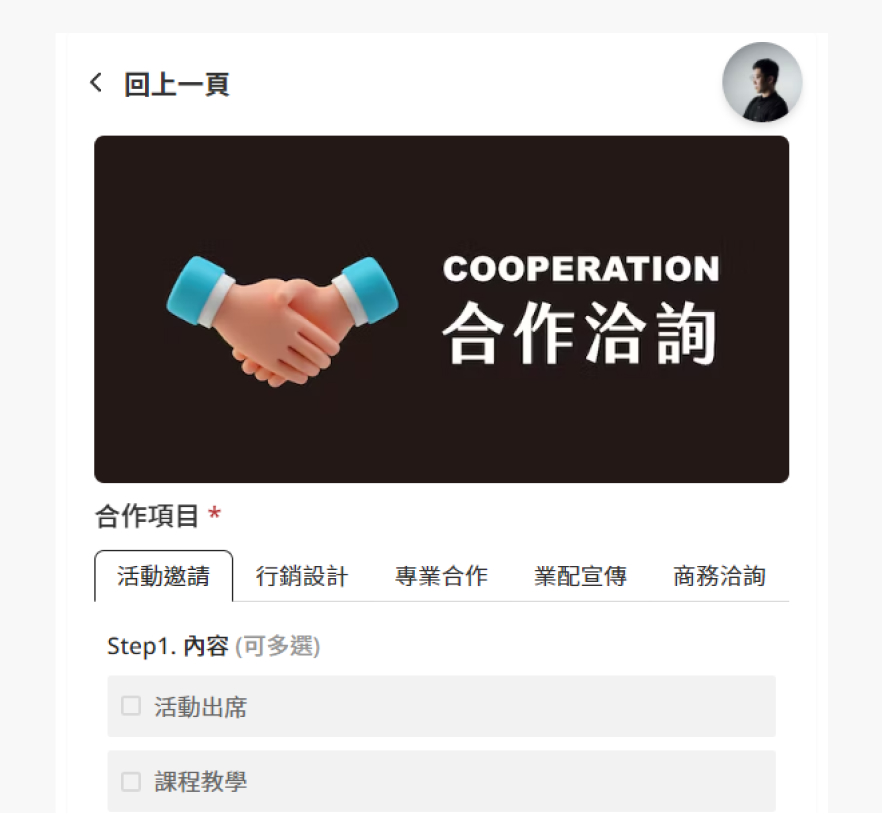 回上一頁
COOPERATION
合作洽詢
合作項目 *
活動邀請 行銷設計 專業合作 業配宣傳 商務洽詢
Step1. 內容 (可多選)
活動出席
課程教學